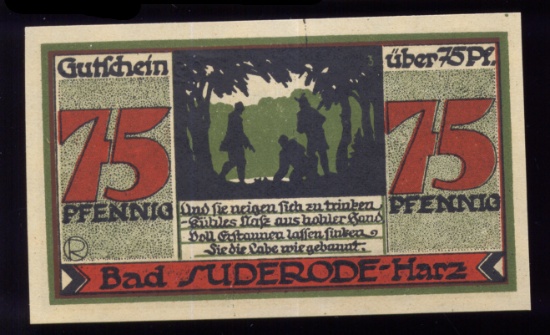 Gutschein
über 75 Pf.
3
75
PFENNIG
75
PFENNIG
Und sie neigen sich zu trinken
Kühles Naß aus hohler Hand
Voll Erstaunen lassen sinken
Sie die Labe wie gebannt.
R
Bad SUDERODE-Harz